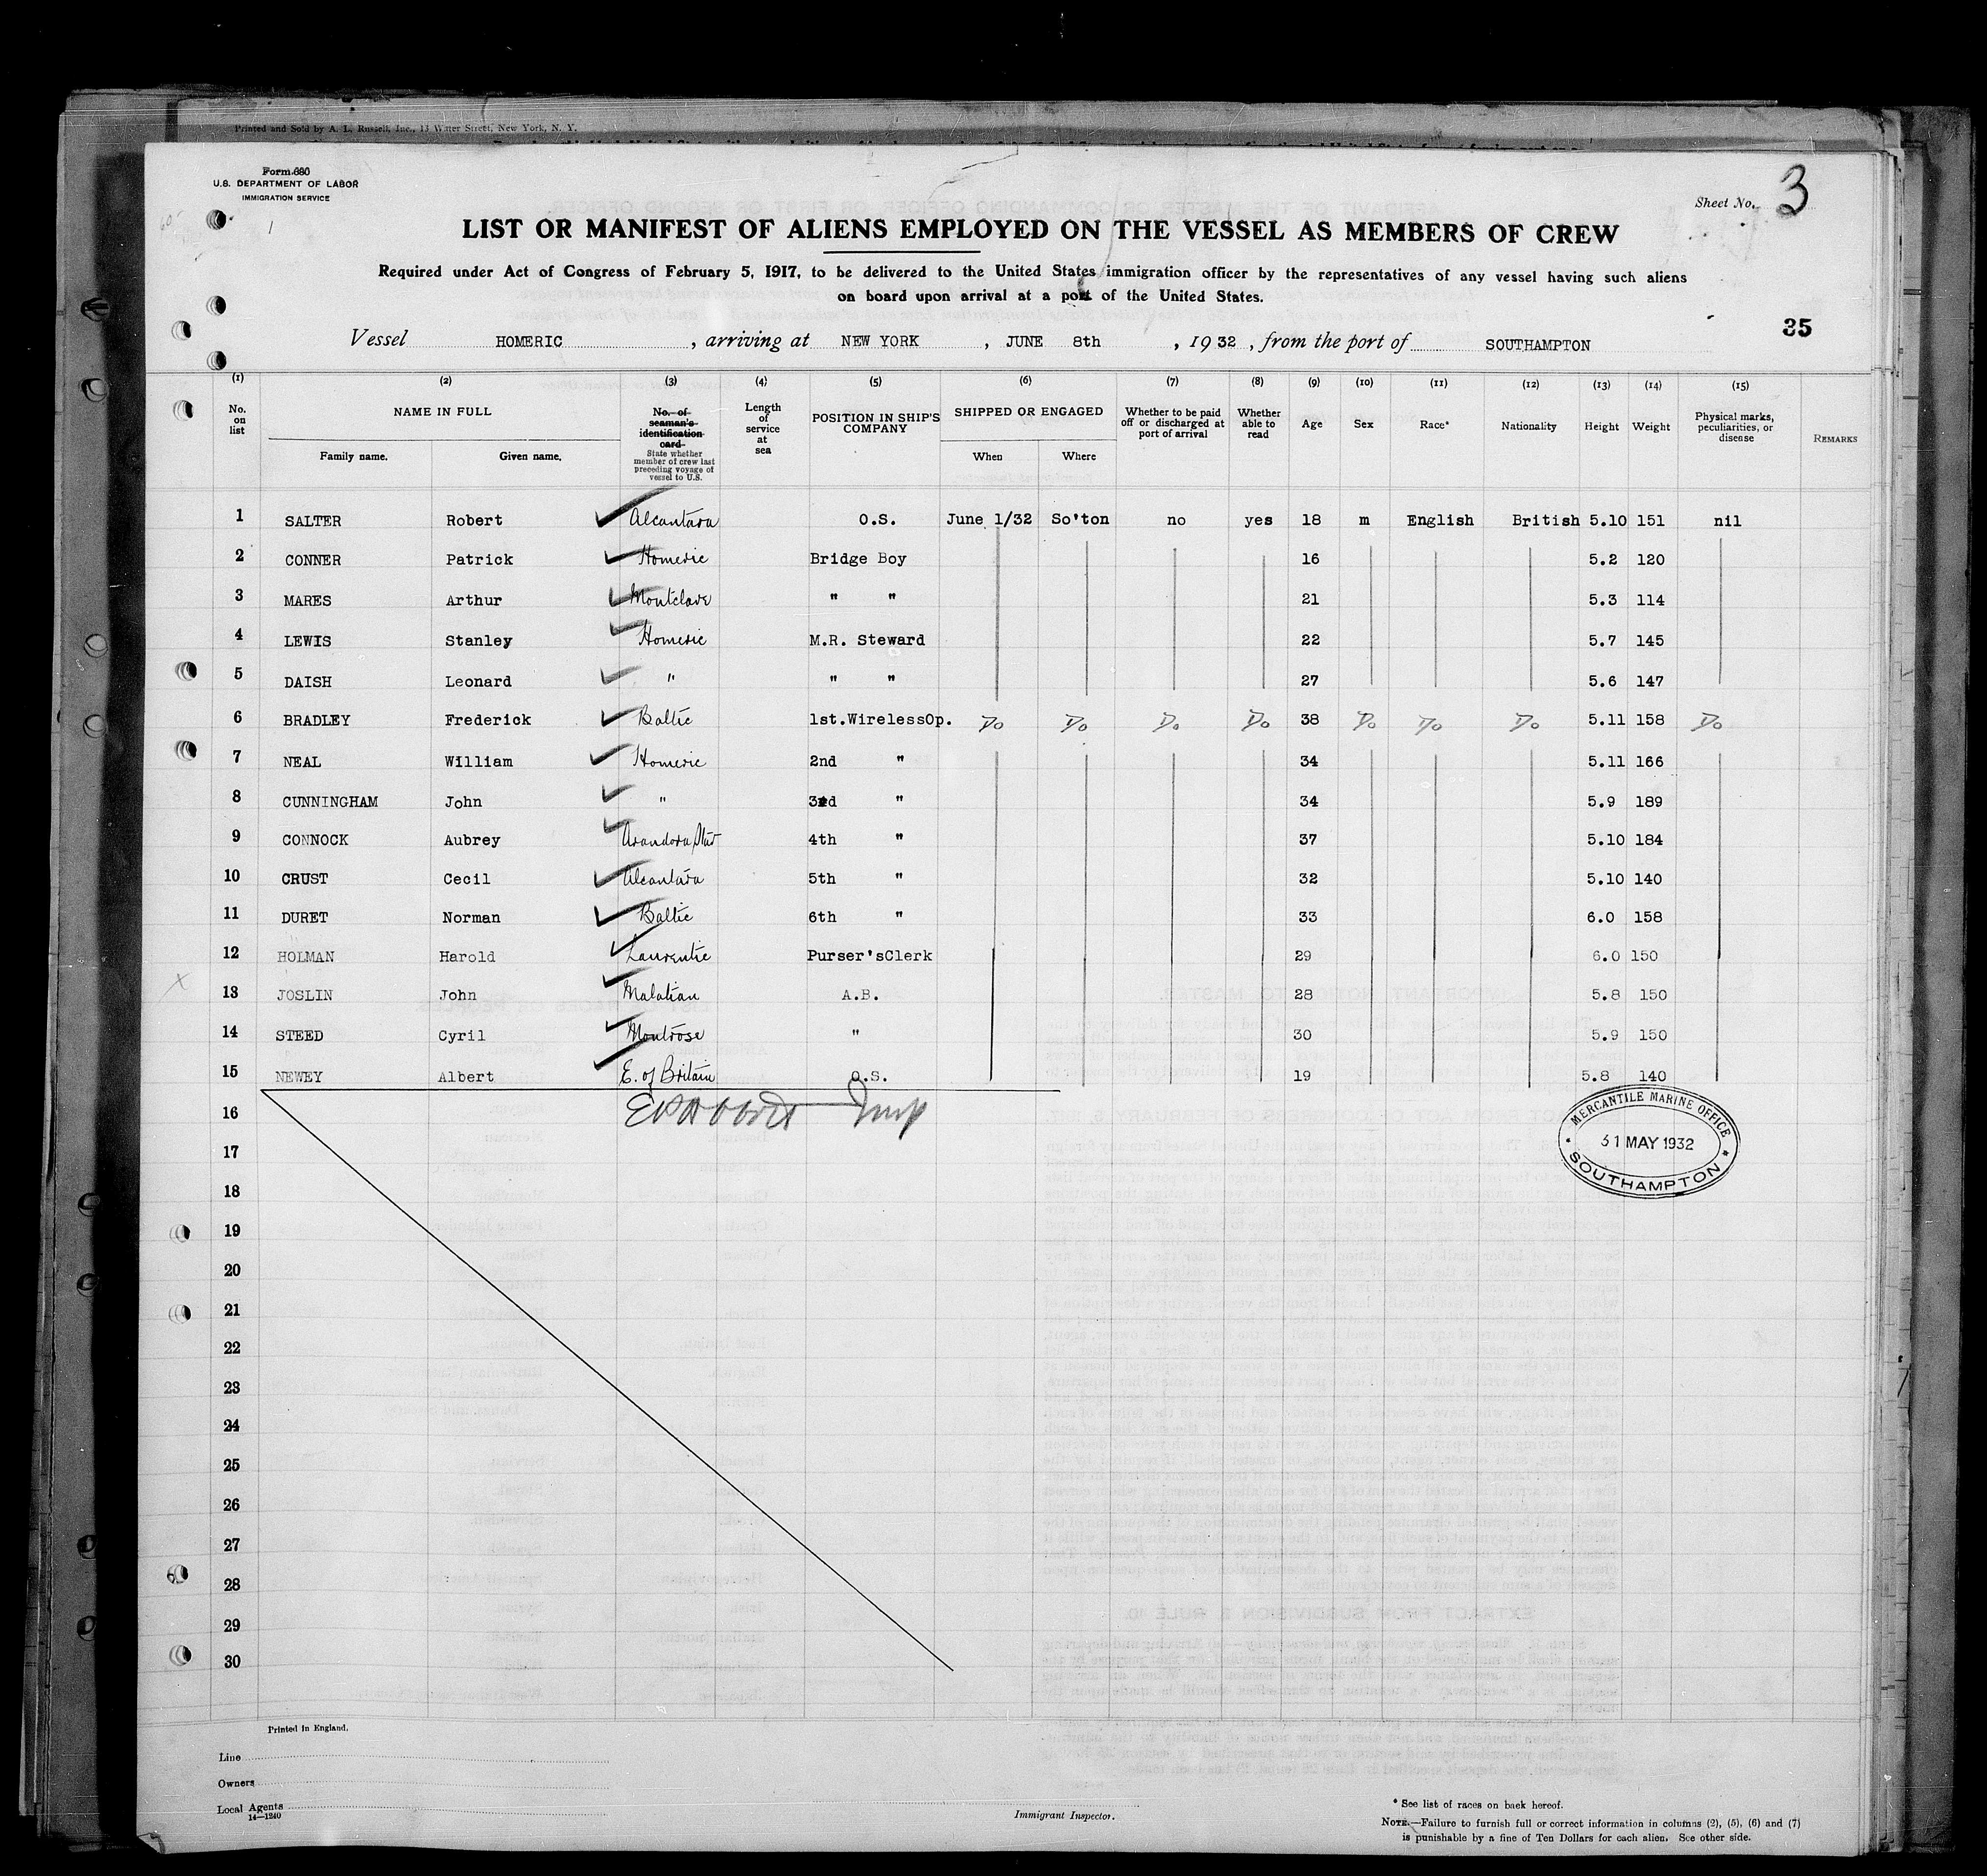 Printed and Sold by A. L. Russell, Inc., 13 Water Street, New York, N. Y.
Form 680
U.S. DEPARTMENT OF LABOR
IMMIGRATION SERVICE
Sheet No. 3
LIST OR MANIFEST OF ALIENS EMPLOYED ON THE VESSEL AS MEMBERS OF CREW
Required under Act of Congress of February 5, 1917, to be delivered to the United States immigration officer by the representatives of any vessel having such aliens
on board upon arrival at a port of the United States.
35
Vessel HOMERIC, arriving at NEW YORK, JUNE 8th, 1932, from the port of SOUTHAMPTON
(1) (2) (3) (4) (5) (6) (7) (8) (9) (10) (11) (12) (13) (14) (15)
No. on list
NAME IN FULL
Family name. Given name.
No. of seaman's identification card
State whether member of crew last preceding voyage of vessel to U.S.
Length of service at sea
POSITION IN SHIP'S COMPANY
SHIPPED OR ENGAGED
When Where
Whether to be paid off or discharged at port of arrival
Whether able to read
Age
Sex
Race*
Nationality
Height
Weight
Physical marks, peculiarities, or disease
REMARKS
1 SALTER Robert Alcantara O.S. June 1/32 So'ton no yes 18 m English British 5.10 151 nil
2 CONNER Patrick Homeric Bridge Boy 16 5.2 120
3 MARES Arthur Montclare " " 21 5.3 114
4 LEWIS Stanley Homeric M.R. Steward 22 5.7 145
5 DAISH Leonard " " " 27 5.6 147
6 BRADLEY Frederick Baltic 1st.WirelessOp. Do Do Do Do 38 Do Do Do 5.11 158 Do
7 NEAL William Homeric 2nd " 34 5.11 166
8 CUNNINGHAM John " 3rd " 34 5.9 189
9 CONNOCK Aubrey Arandora Star 4th " 37 5.10 184
10 CRUST Cecil Alcantara 5th " 32 5.10 140
11 DURET Norman Baltic 6th " 33 6.0 158
12 HOLMAN Harold Laurentic Purser'sClerk 29 6.0 150
13 JOSLIN John A.B. 28 5.8 150
14 STEED Cyril Montrose " 30 5.9 150
15 NEWEY Albert E. of Britain O.S. 19 5.8 140
16
17
18
19
20
21
22
23
24
25
26
27
28
29
30
MERCANTILE MARINE OFFICE
31 MAY 1932
SOUTHAMPTON
Printed in England.
Line
Owners
Local Agents
14—1240
Immigrant Inspector.
* See list of races on back hereof.
NOTE.—Failure to furnish full or correct information in columns (2), (5), (6) and (7)
is punishable by a fine of Ten Dollars for each alien. See other side.